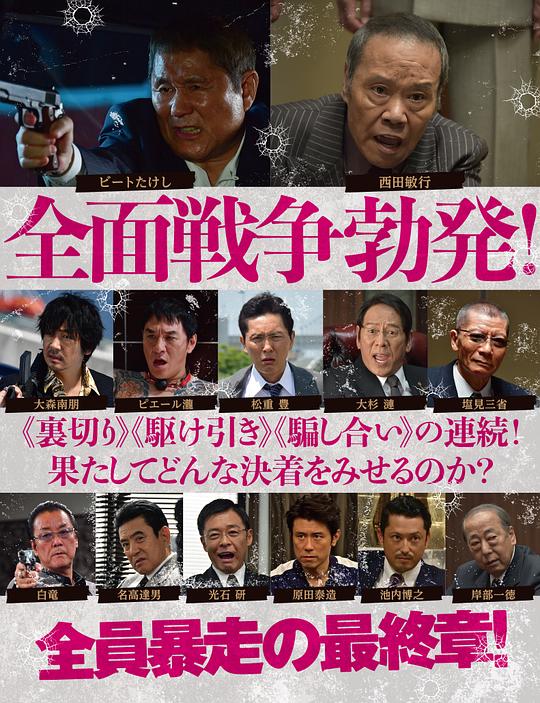 ビートたけし
西田敏行
全面戦争勃発!
大森南朋
ピエール瀧
松重 豊
大杉 漣
塩見三省
《裏切り》《駆け引き》《騙し合い》の連続!
果たしてどんな決着をみせるのか?
白竜
名高達男
光石 研
原田泰造
池内博之
岸部一徳
全員暴走の最終章!